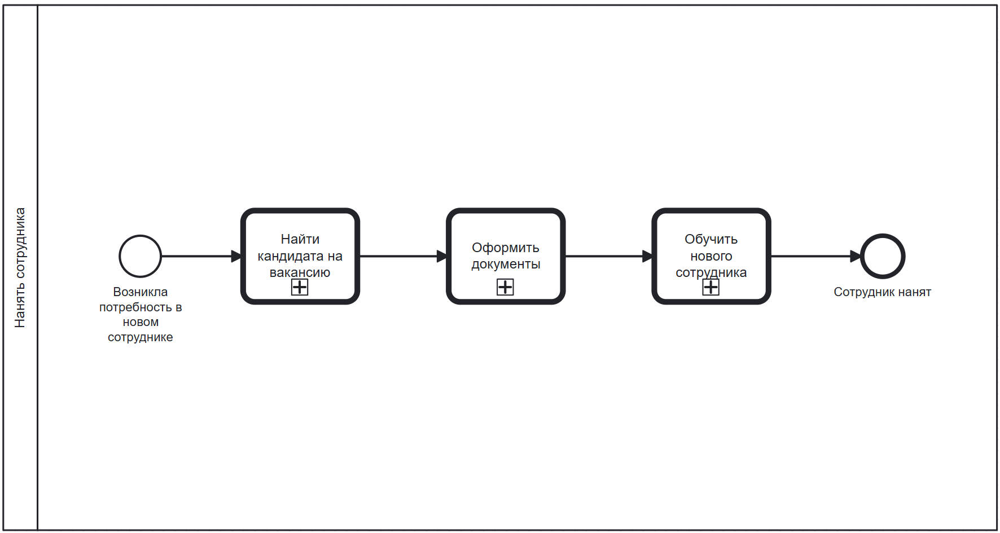 Нанять сотрудника
Возникла
потребность в
новом
сотруднике
Найти
кандидата на
вакансию
Оформить
документы
Обучить
нового
сотрудника
Сотрудник нанят